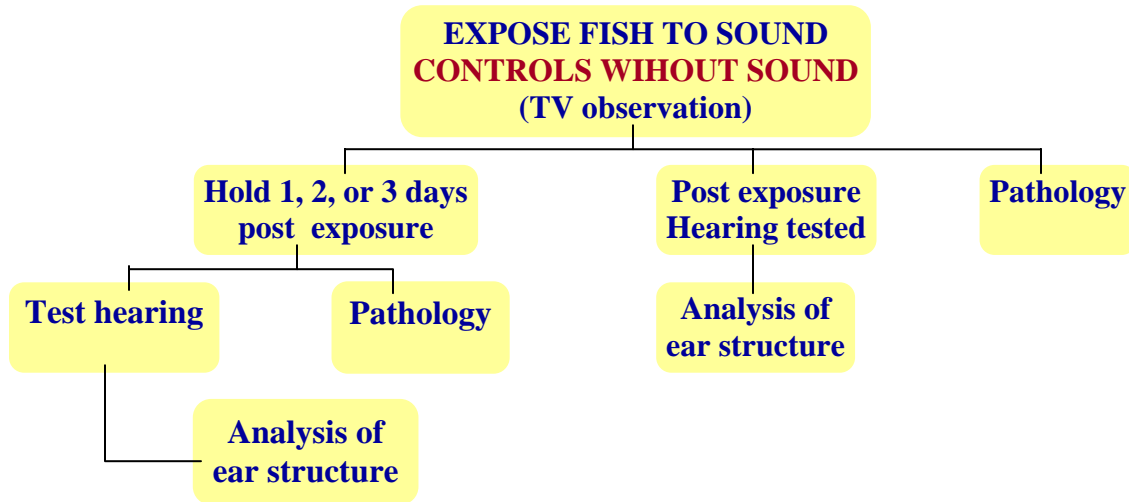 EXPOSE FISH TO SOUND
CONTROLS WIHOUT SOUND
(TV observation)
Hold 1, 2, or 3 days
post exposure
Post exposure
Hearing tested
Pathology
Test hearing
Pathology
Analysis of
ear structure
Analysis of
ear structure